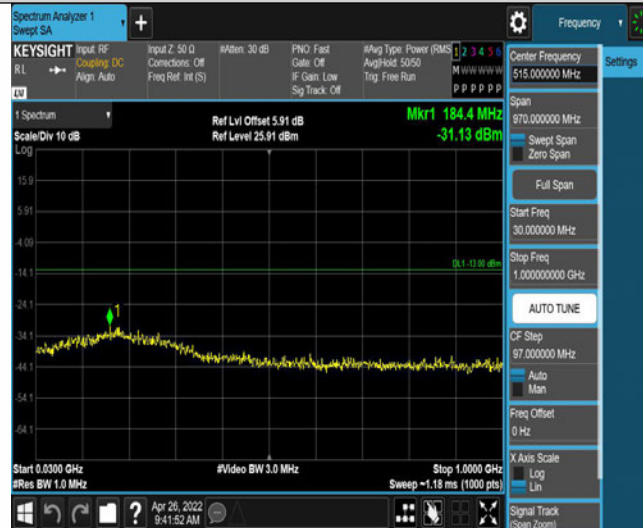 Spectrum Analyzer 1
Swept SA
Frequency
KEYSIGHT
RL
LXI
Input: RF
Coupling: DC
Align: Auto
Input Z: 50 Ω
Corrections: Off
Freq Ref: Int (S)
#Atten: 30 dB
PNO: Fast
Gate: Off
IF Gain: Low
Sig Track: Off
#Avg Type: Power (RMS
Avg|Hold: 50/50
Trig: Free Run
1 2 3 4 5 6
M W W W W W
P P P P P P
1 Spectrum
Scale/Div 10 dB
Log
Ref Lvl Offset 5.91 dB
Ref Level 25.91 dBm
Mkr1 184.4 MHz
-31.13 dBm
15.9
5.91
-4.09
-14.1
-24.1
-34.1
-44.1
-54.1
-64.1
DL1 -13.00 dBm
1
Start 0.0300 GHz
#Res BW 1.0 MHz
#Video BW 3.0 MHz
Stop 1.0000 GHz
Sweep ~1.18 ms (1000 pts)
?
Apr 26, 2022
9:41:52 AM
Center Frequency
515.000000 MHz
Settings
Span
970.000000 MHz
Swept Span
Zero Span
Full Span
Start Freq
30.000000 MHz
Stop Freq
1.000000000 GHz
AUTO TUNE
CF Step
97.000000 MHz
Auto
Man
Freq Offset
0 Hz
X Axis Scale
Log
Lin
Signal Track
(Span Zoom)